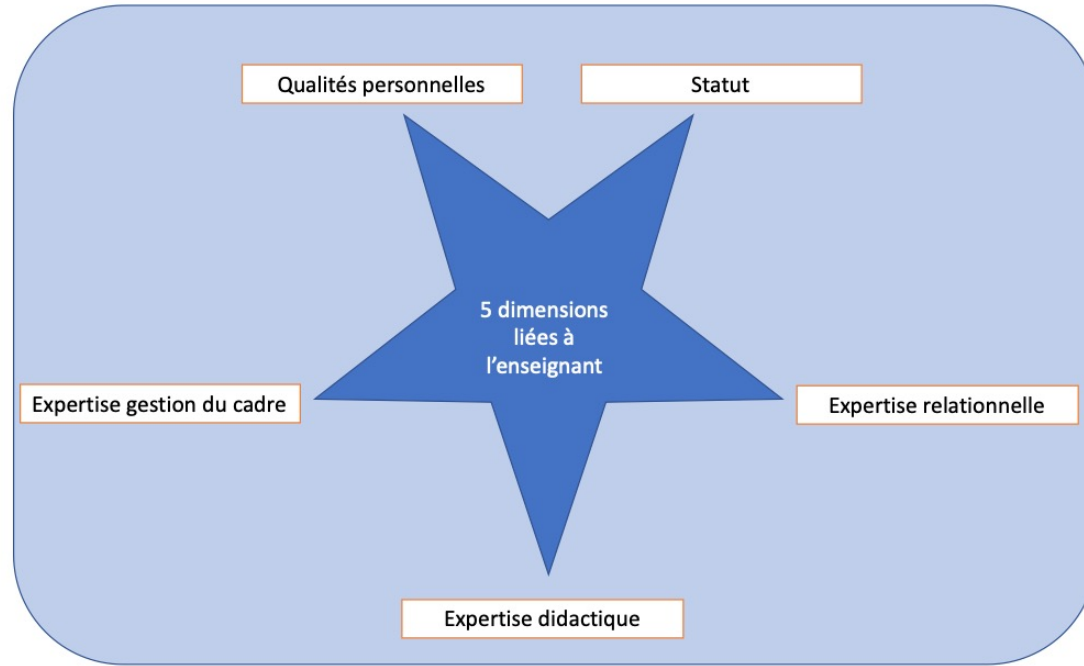 Qualités personnelles
Statut
5 dimensions
liées à
l’enseignant
Expertise gestion du cadre
Expertise relationnelle
Expertise didactique